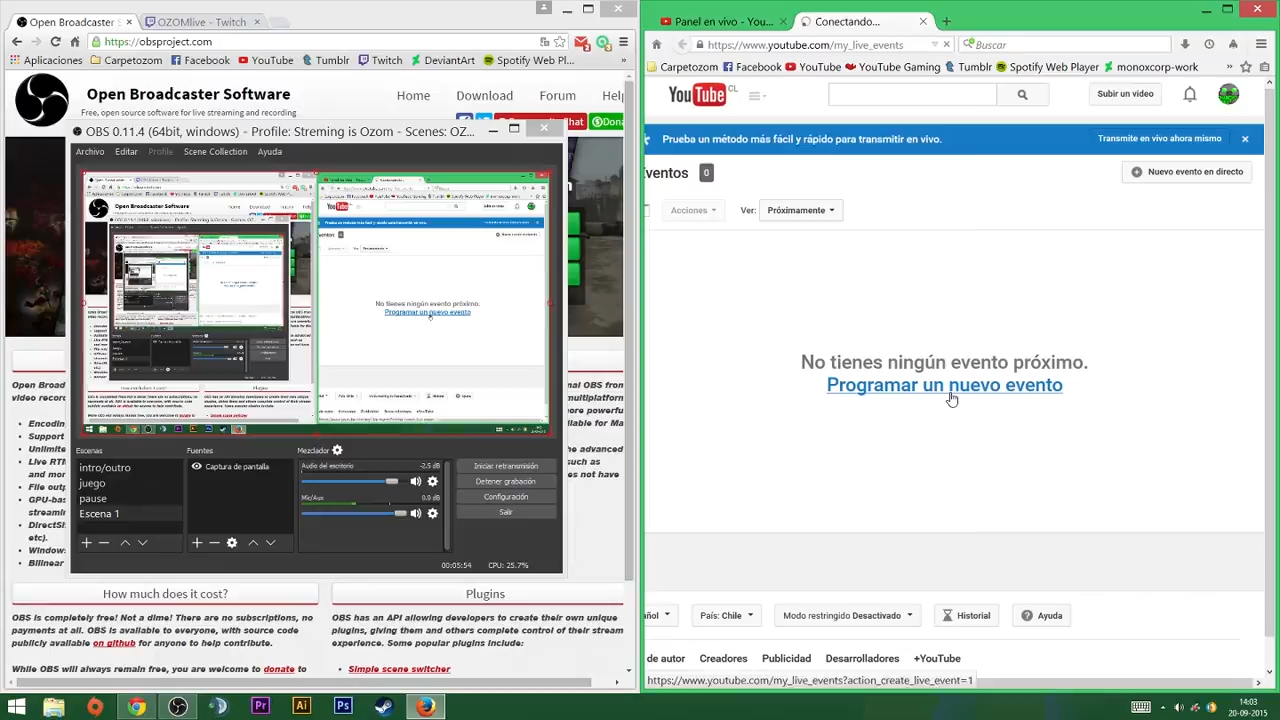 Open Broadcaster Software
OZOMlive - Twitch
https://obsproject.com
Aplicaciones
Carpetozom
Facebook
YouTube
Tumblr
Twitch
DeviantArt
Spotify Web Pl...
Open Broadcaster Software
Free, open source software for live streaming and recording
Home
Download
Forum
Help
OBS 0.11.4 (64bit, windows) - Profile: Streming is Ozom - Scenes: OZ...
Archivo
Editar
Profile
Scene Collection
Ayuda
Escenas
intro/outro
juego
pause
Escena 1
Fuentes
Captura de pantalla
Mezclador
Audio del escritorio
-2.5 dB
Mic/Aux
0.0 dB
Iniciar retransmisión
Detener grabación
Configuración
Salir
00:05:54
CPU: 25.7%
How much does it cost?
OBS is completely free! Not a dime! There are no subscriptions, no
payments at all. OBS is available to everyone, with source code
publicly available on github for anyone to help contribute.
While OBS will always remain free, you are welcome to donate to
Plugins
OBS has an API allowing developers to create their own unique
plugins, giving them and others complete control of their stream
experience. Some popular plugins include:
Simple scene switcher
Panel en vivo - You...
Conectando...
https://www.youtube.com/my_live_events
Buscar
Carpetozom
Facebook
YouTube
YouTube Gaming
Tumblr
Spotify Web Player
monoxcorp-work
YouTube CL
Subir un video
Prueba un método más fácil y rápido para transmitir en vivo.
Transmite en vivo ahora mismo
Eventos
0
Nuevo evento en directo
Acciones
Ver:
Próximamente
No tienes ningún evento próximo.
Programar un nuevo evento
País: Chile
Modo restringido Desactivado
Historial
Ayuda
de autor
Creadores
Publicidad
Desarrolladores
+YouTube
https://www.youtube.com/my_live_events?action_create_live_event=1
14:03
20-09-2015